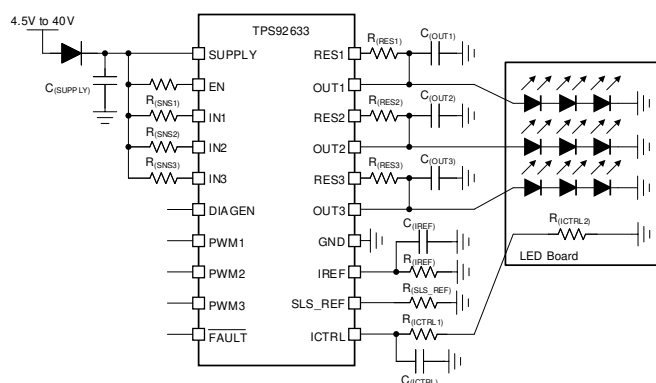 4.5V to 40V
TPS92633
C(SUPPLY)
SUPPLY
EN
R(SNS1)
IN1
R(SNS2)
IN2
R(SNS3)
IN3
DIAGEN
PWM1
PWM2
PWM3
FAULT
RES1
OUT1
RES2
OUT2
RES3
OUT3
GND
IREF
SLS_REF
ICTRL
R(RES1)
C(OUT1)
R(RES2)
C(OUT2)
R(RES3)
C(OUT3)
C(IREF)
R(IREF)
R(SLS_REF)
R(ICTRL1)
C(ICTRL)
R(ICTRL2)
LED Board